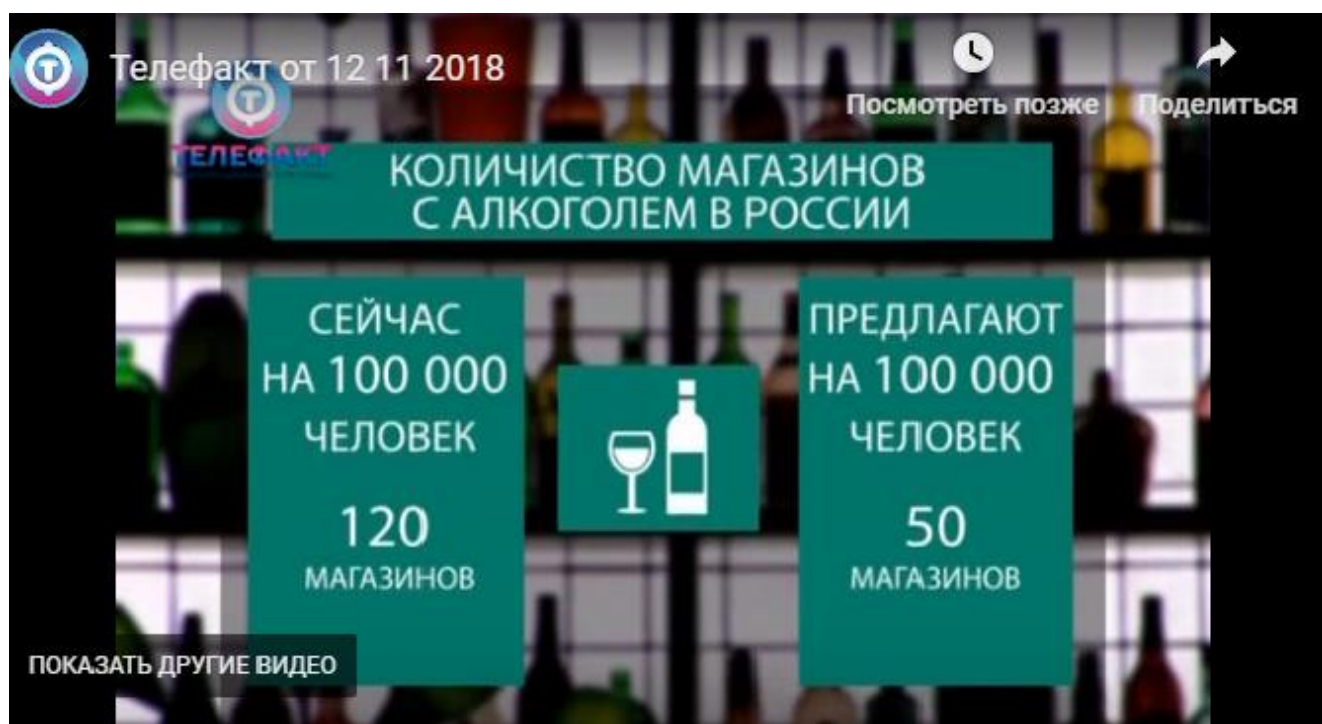 Телефакт от 12 11 2018
Посмотреть позже
Поделиться
ТЕЛЕФАКТ
КОЛИЧИСТВО МАГАЗИНОВ
С АЛКОГОЛЕМ В РОССИИ
СЕЙЧАС
НА 100 000
ЧЕЛОВЕК
120
МАГАЗИНОВ
ПРЕДЛАГАЮТ
НА 100 000
ЧЕЛОВЕК
50
МАГАЗИНОВ
ПОКАЗАТЬ ДРУГИЕ ВИДЕО